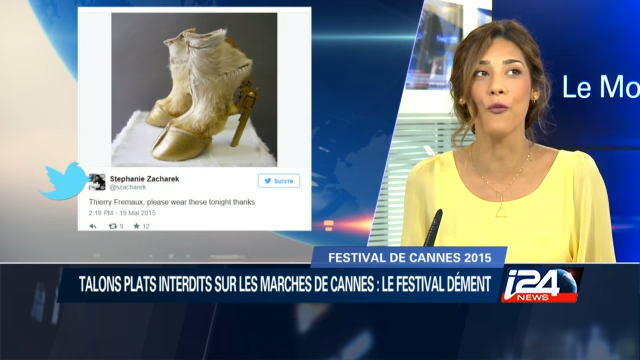 Stephanie Zacharek
@szacharek
Suivre
Thierry Fremaux, please wear these tonight thanks
2:18 PM - 19 Mai 2015
9
12
Le Mo
FESTIVAL DE CANNES 2015
TALONS PLATS INTERDITS SUR LES MARCHES DE CANNES : LE FESTIVAL DÉMENT
i24
NEWS